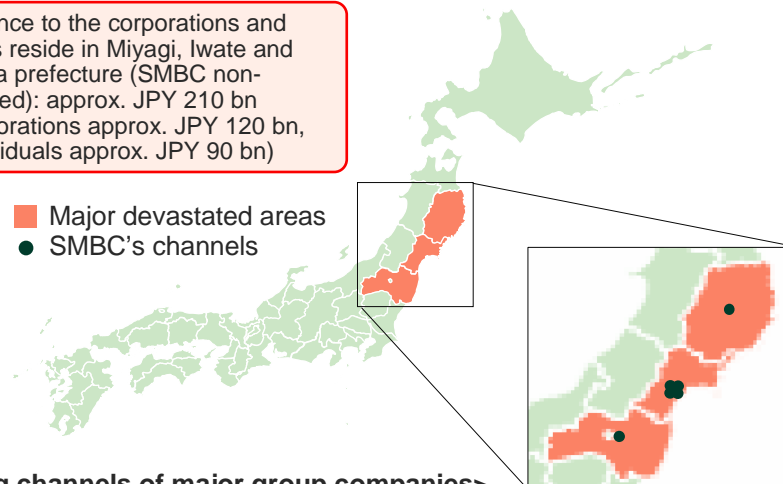 nce to the corporations and
s reside in Miyagi, Iwate and
a prefecture (SMBC non-
ed): approx. JPY 210 bn
orations approx. JPY 120 bn,
viduals approx. JPY 90 bn)
Major devastated areas
SMBC's channels
g channels of major group companies>